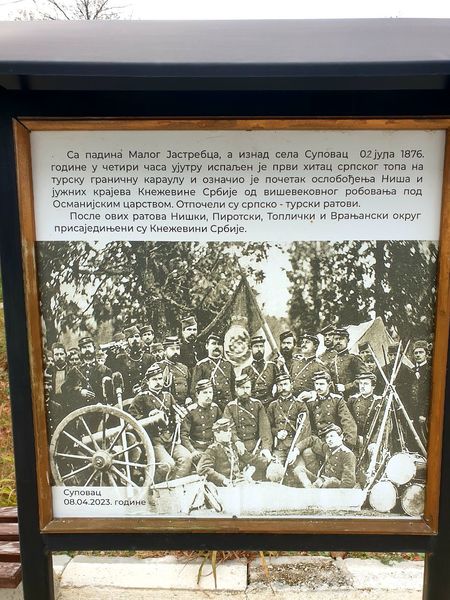 Са падина Малог Јастребца, а изнад села Суповац 02 јула 1876.
године у четири часа ујутру испаљен је први хитац српског топа на
турску граничну караулу и означио је почетак ослобођења Ниша и
јужних крајева Кнежевине Србије од вишевековног робовања под
Османијским царством. Отпочели су српско - турски ратови.
После ових ратова Нишки, Пиротски, Топлички и Врањански округ
присаједињени су Кнежевини Србије.
Суповац
08.04.2023. године